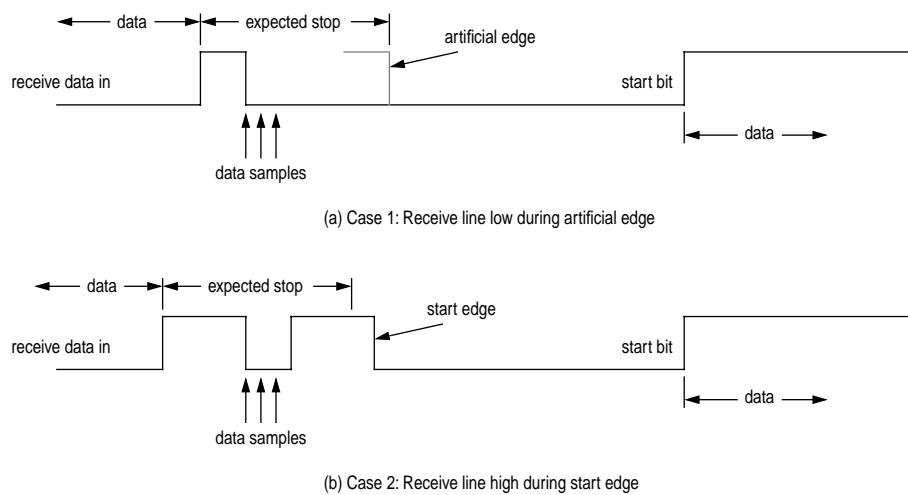 data
expected stop
artificial edge
receive data in
start bit
data
data samples
(a) Case 1: Receive line low during artificial edge
data
expected stop
start edge
receive data in
start bit
data
data samples
(b) Case 2: Receive line high during start edge